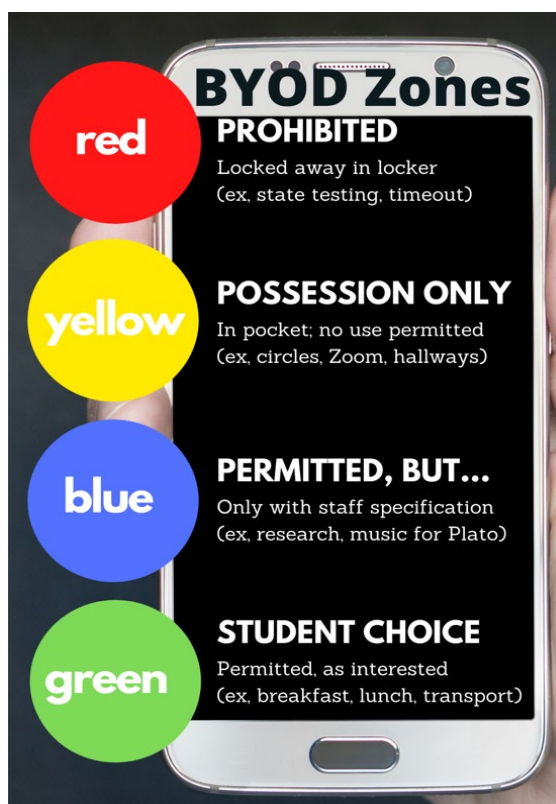 BYOD Zones
red
PROHIBITED
Locked away in locker
(ex, state testing, timeout)
yellow
POSSESSION ONLY
In pocket; no use permitted
(ex, circles, Zoom, hallways)
blue
PERMITTED, BUT...
Only with staff specification
(ex, research, music for Plato)
green
STUDENT CHOICE
Permitted, as interested
(ex, breakfast, lunch, transport)